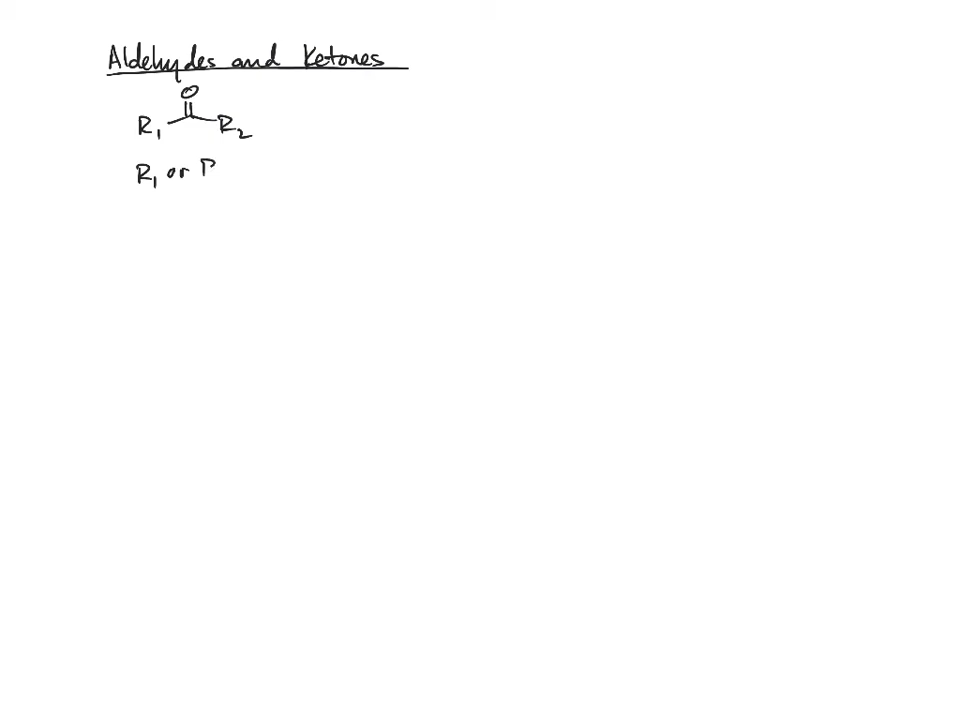 Aldehydes and Ketones
O
R₁ R₂
R₁ or